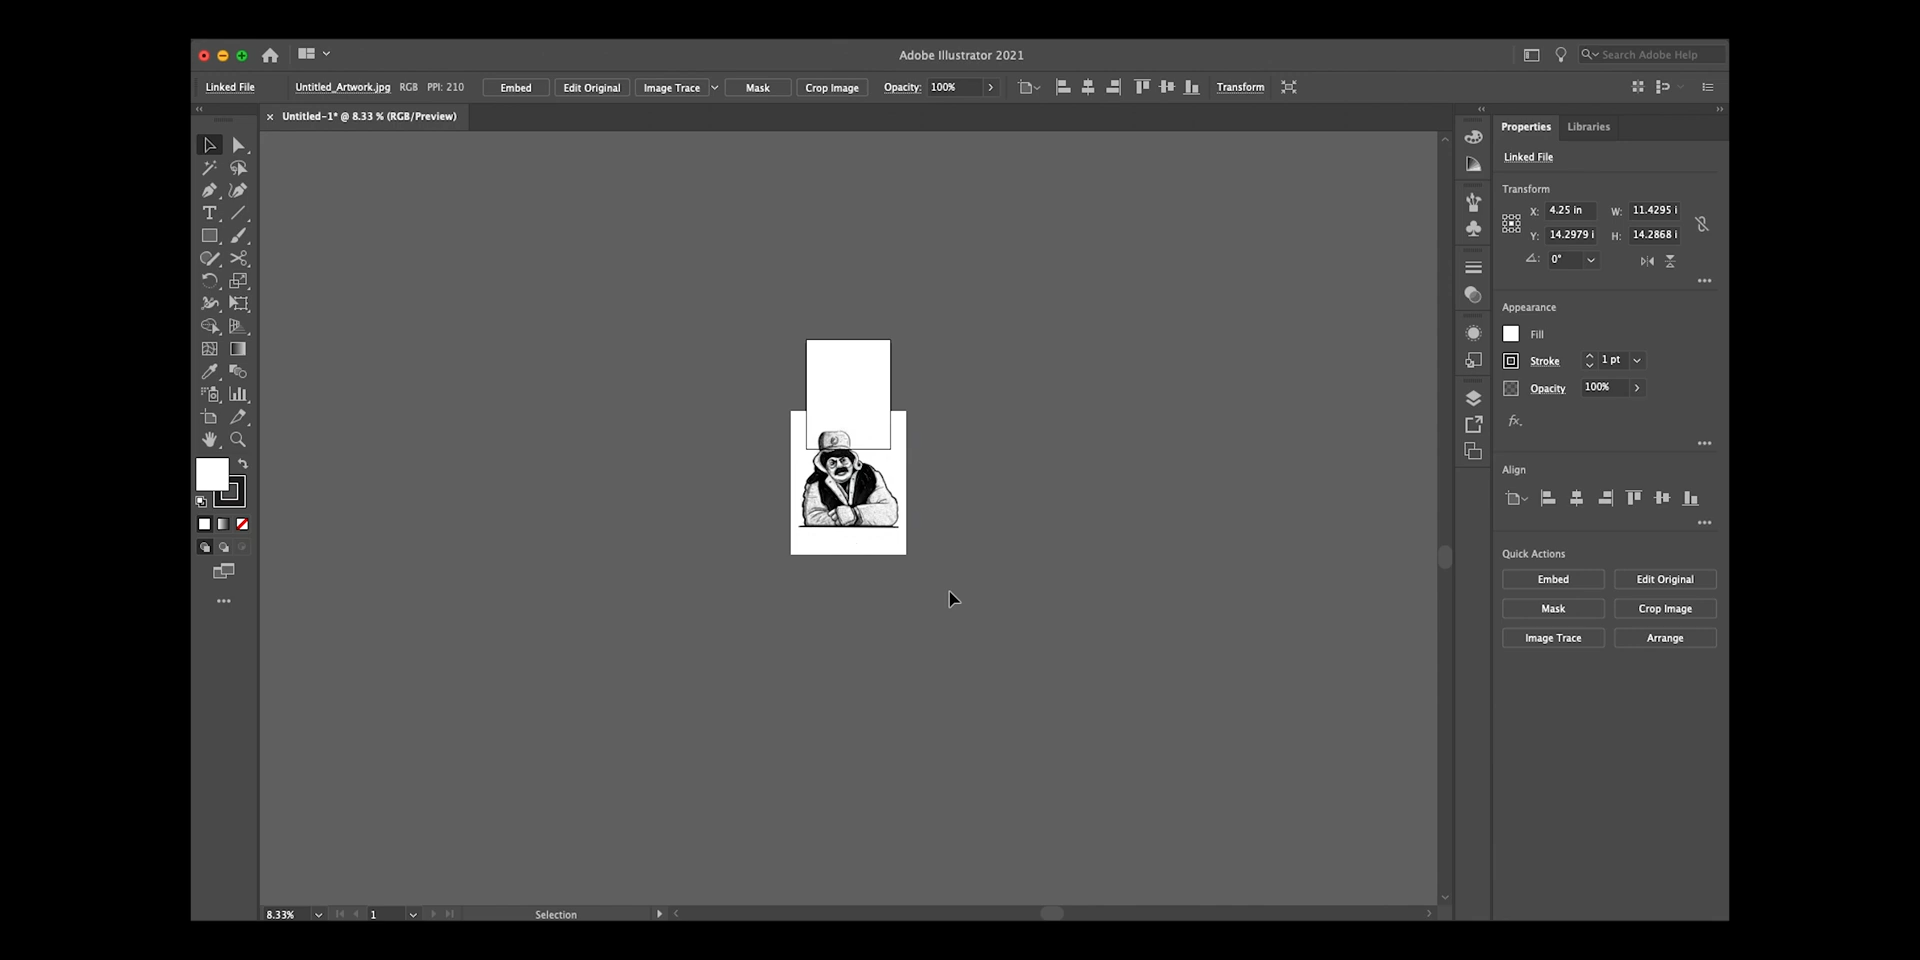 Adobe Illustrator 2021
Search Adobe Help
Linked File
Untitled_Artwork.jpg
RGB
PPI: 210
Embed
Edit Original
Image Trace
Mask
Crop Image
Opacity:
100%
Transform
× Untitled-1* @ 8.33 % (RGB/Preview)
Properties
Libraries
Linked File
Transform
X: 4.25 in W: 11.4295 i
Y: 14.2979 i H: 14.2868 i
0°
Appearance
Fill
Stroke 1 pt
Opacity 100%
fx.
Align
Quick Actions
Embed
Edit Original
Mask
Crop Image
Image Trace
Arrange
8.33%
1
Selection